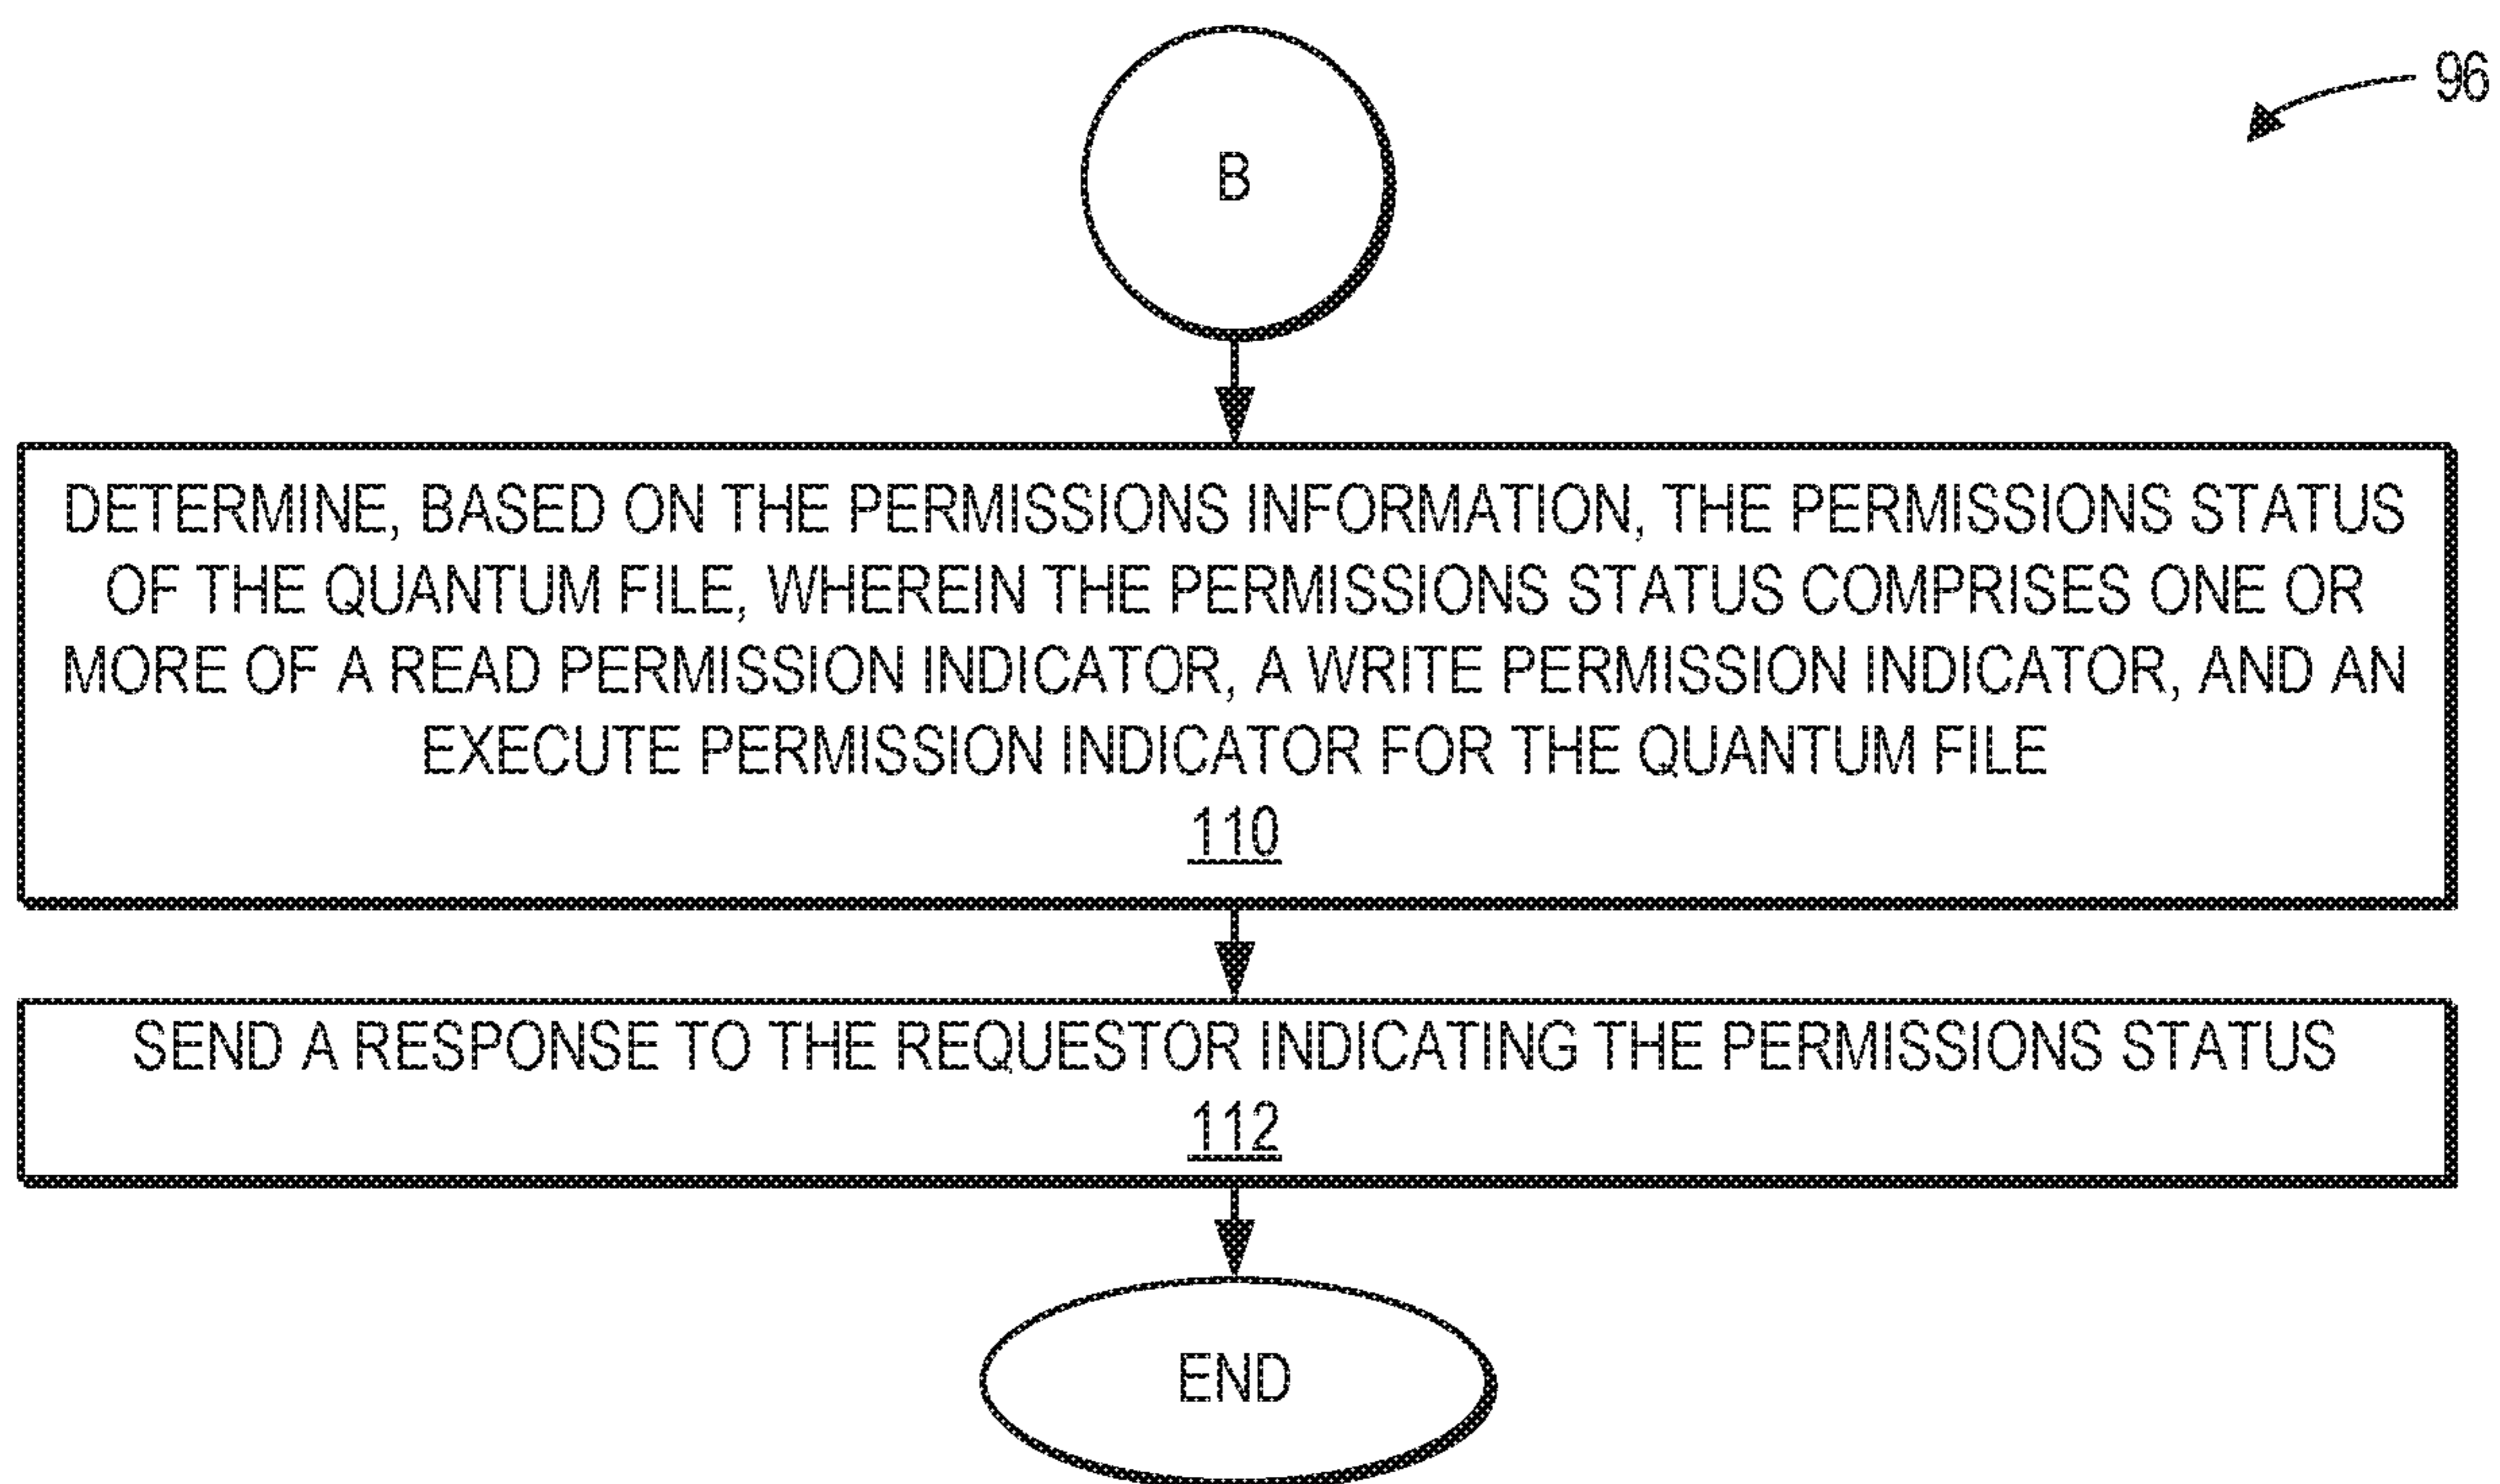 96
B
DETERMINE, BASED ON THE PERMISSIONS INFORMATION, THE PERMISSIONS STATUS
OF THE QUANTUM FILE, WHEREIN THE PERMISSIONS STATUS COMPRISES ONE OR
MORE OF A READ PERMISSION INDICATOR, A WRITE PERMISSION INDICATOR, AND AN
EXECUTE PERMISSION INDICATOR FOR THE QUANTUM FILE
110
SEND A RESPONSE TO THE REQUESTOR INDICATING THE PERMISSIONS STATUS
112
END